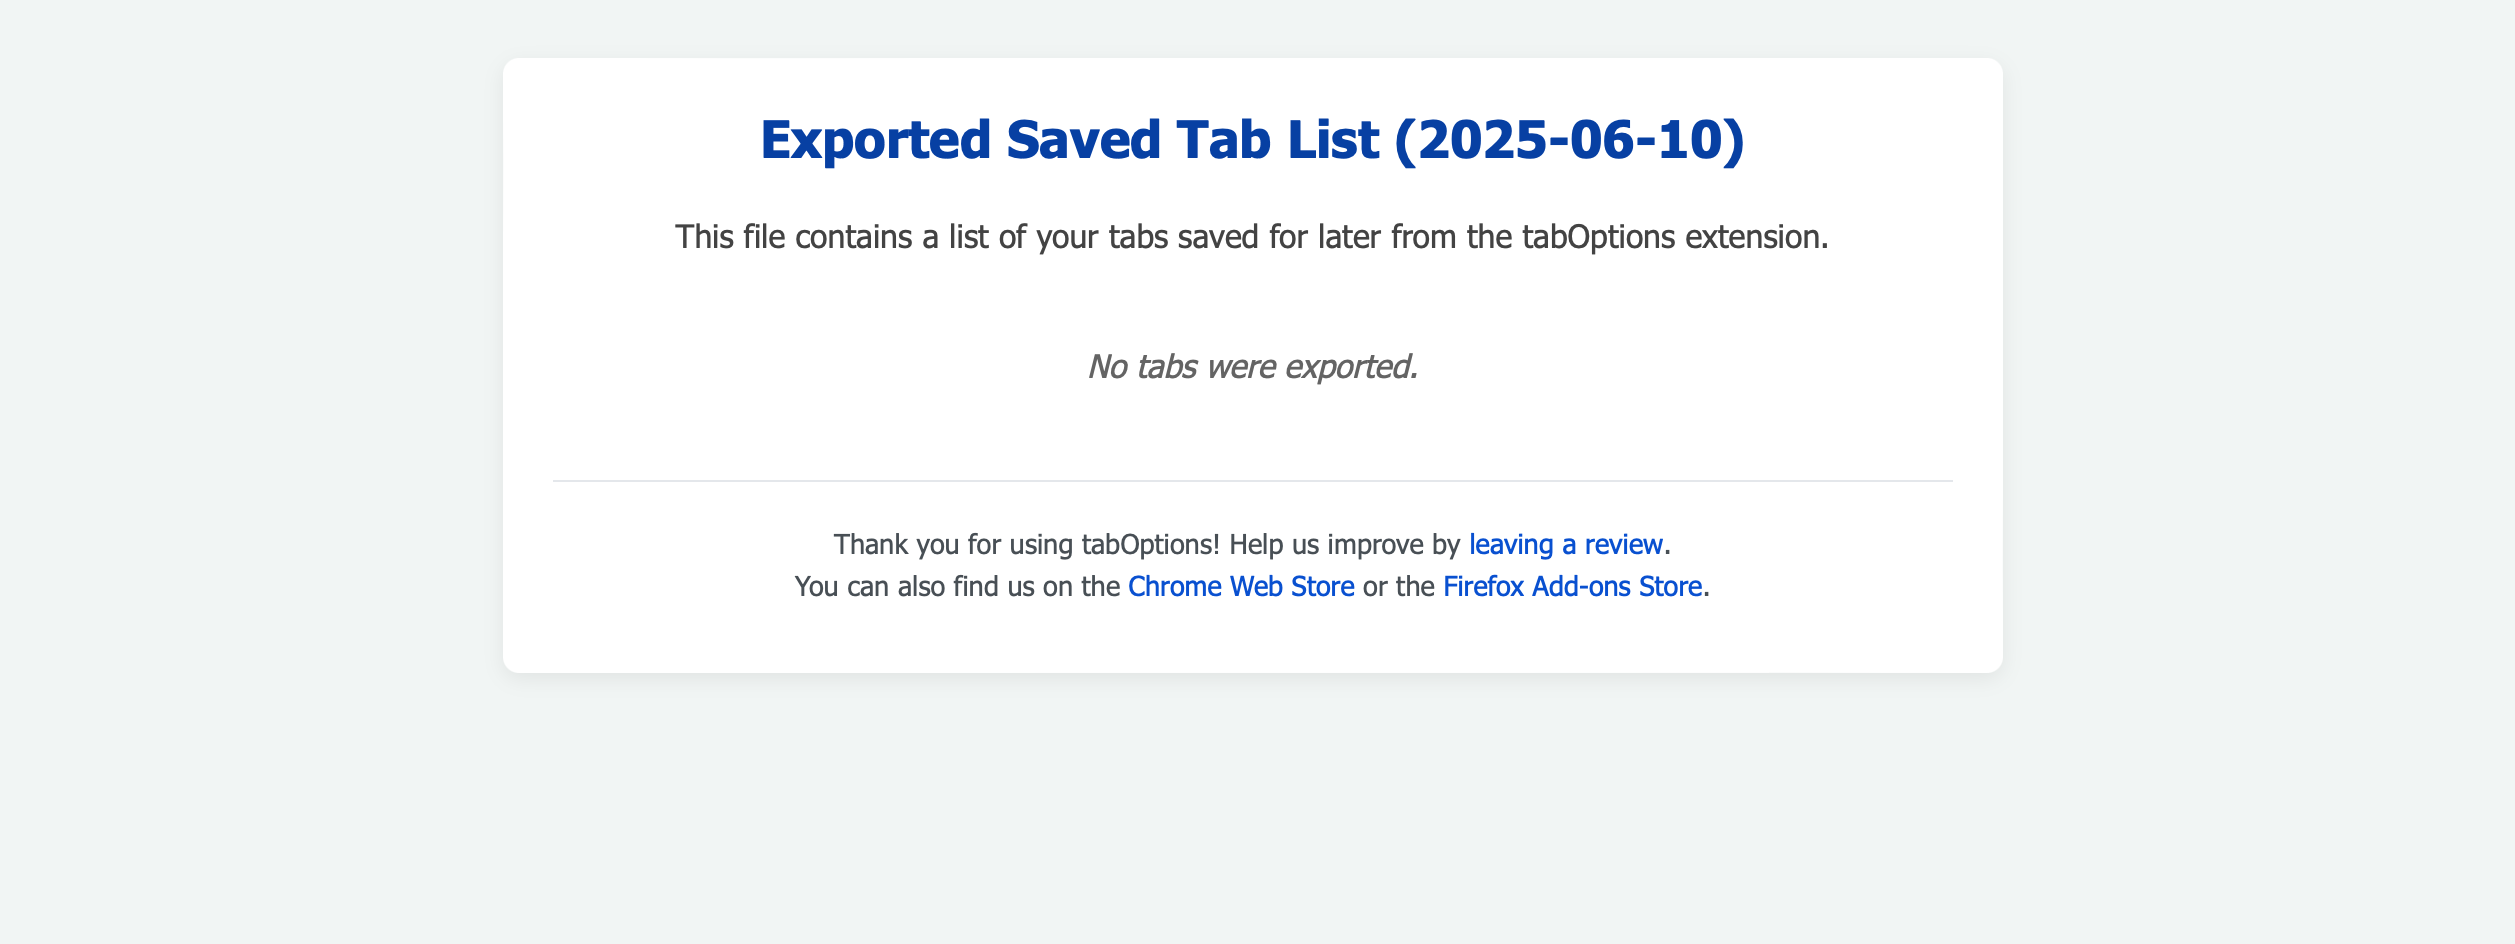 Exported Saved Tab List (2025-06-10)
This file contains a list of your tabs saved for later from the tabOptions extension.
No tabs were exported.
Thank you for using tabOptions! Help us improve by leaving a review.
You can also find us on the Chrome Web Store or the Firefox Add-ons Store.